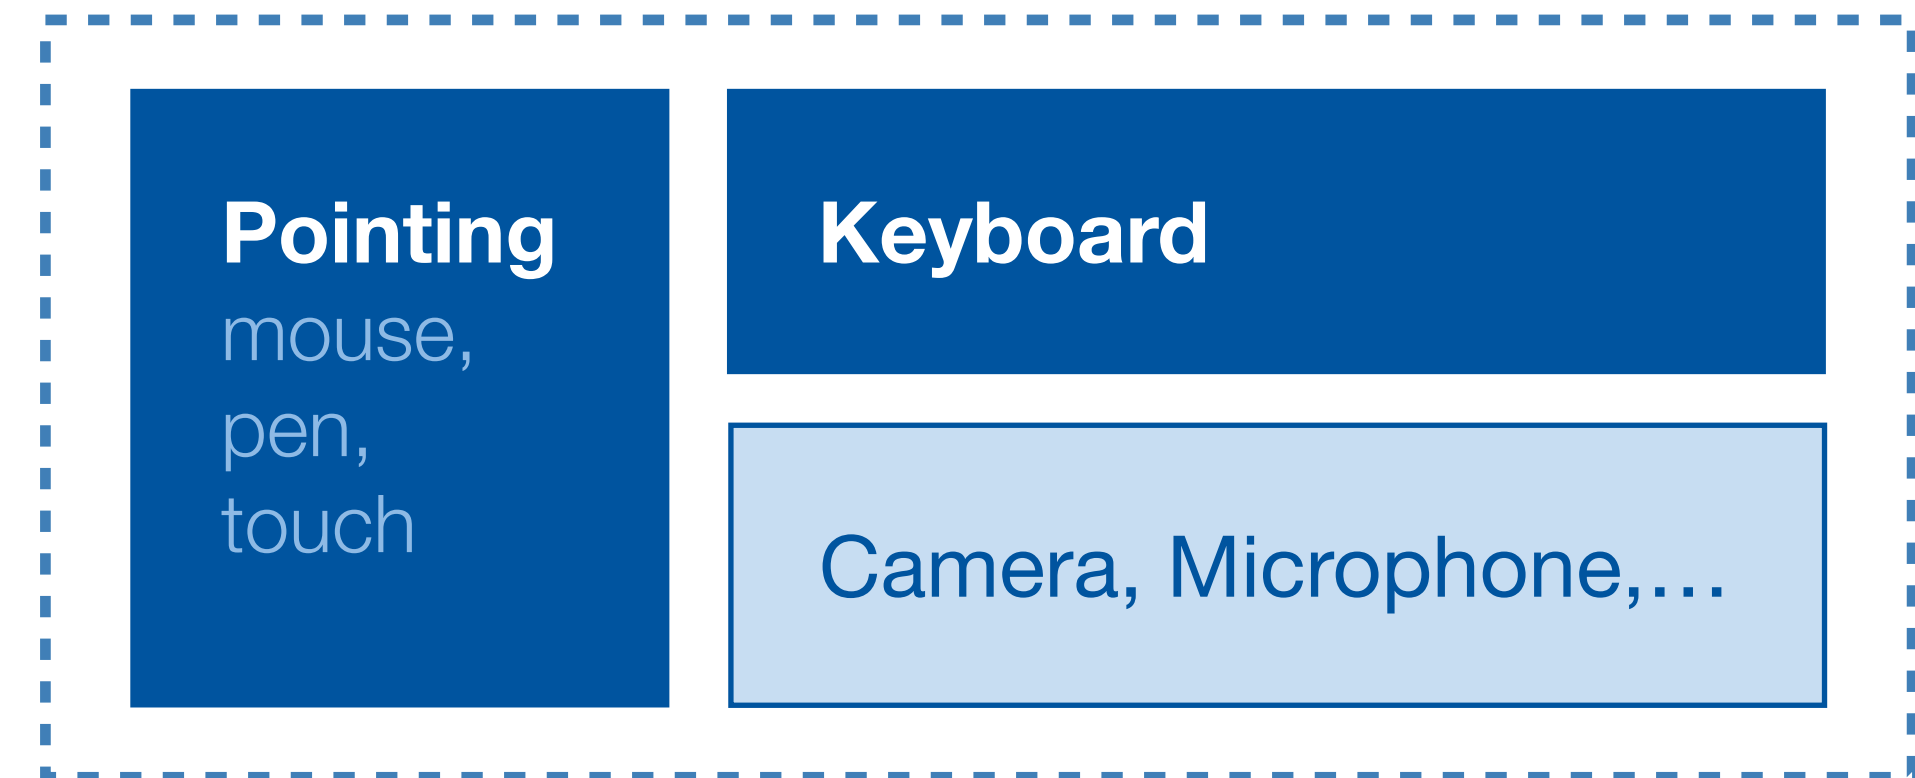 Pointing
mouse,
pen,
touch
Keyboard
Camera, Microphone,…